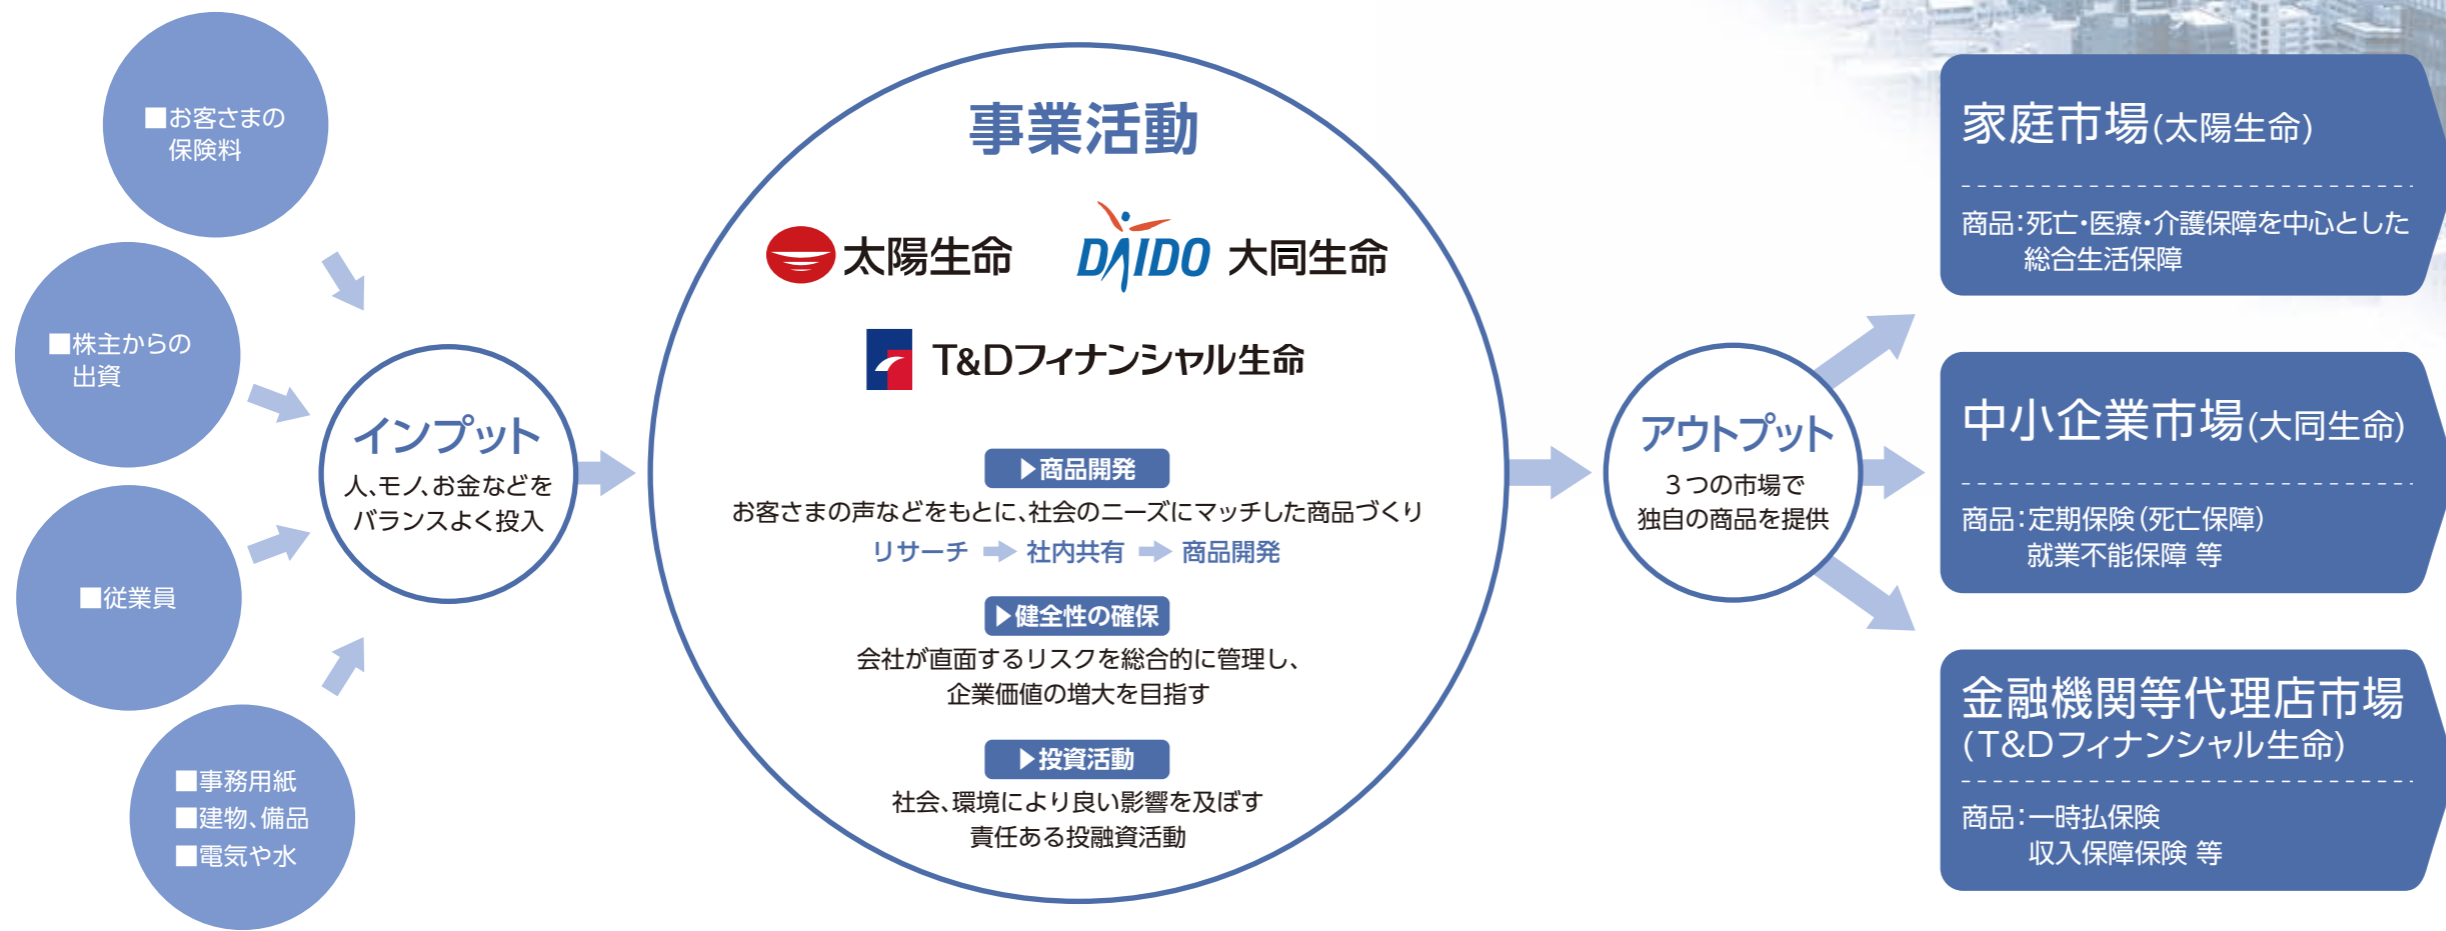 ■お客さまの
保険料
■株主からの
出資
■従業員
■事務用紙
■建物、備品
■電気や水
インプット
人、モノ、お金などを
バランスよく投入
事業活動
太陽生命
DAIDO 大同生命
T&Dフィナンシャル生命
▶商品開発
お客さまの声などをもとに、社会のニーズにマッチした商品づくり
リサーチ ➡ 社内共有 ➡ 商品開発
▶健全性の確保
会社が直面するリスクを総合的に管理し、
企業価値の増大を目指す
▶投資活動
社会、環境により良い影響を及ぼす
責任ある投融資活動
アウトプット
３つの市場で
独自の商品を提供
家庭市場(太陽生命)
商品：死亡・医療・介護保障を中心とした
総合生活保障
中小企業市場(大同生命)
商品：定期保険（死亡保障）
就業不能保障 等
金融機関等代理店市場
(T&Dフィナンシャル生命)
商品：一時払保険
収入保障保険 等